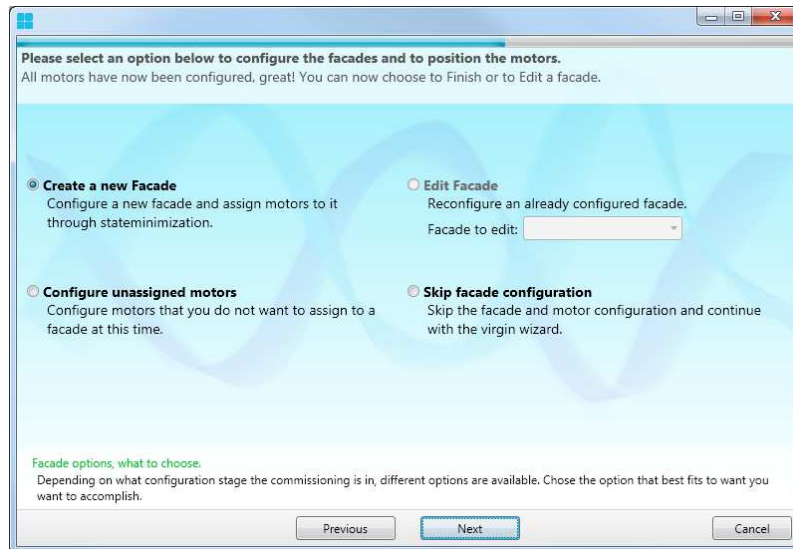 Please select an option below to configure the facades and to position the motors.
All motors have now been configured, great! You can now choose to Finish or to Edit a facade.
Create a new Facade
Configure a new facade and assign motors to it
through stateminimization.
Edit Facade
Reconfigure an already configured facade.
Facade to edit:
Configure unassigned motors
Configure motors that you do not want to assign to a
facade at this time.
Skip facade configuration
Skip the facade and motor configuration and continue
with the virgin wizard.
Facade options, what to choose.
Depending on what configuration stage the commissioning is in, different options are available. Chose the option that best fits to want you
want to accomplish.
Previous
Next
Cancel